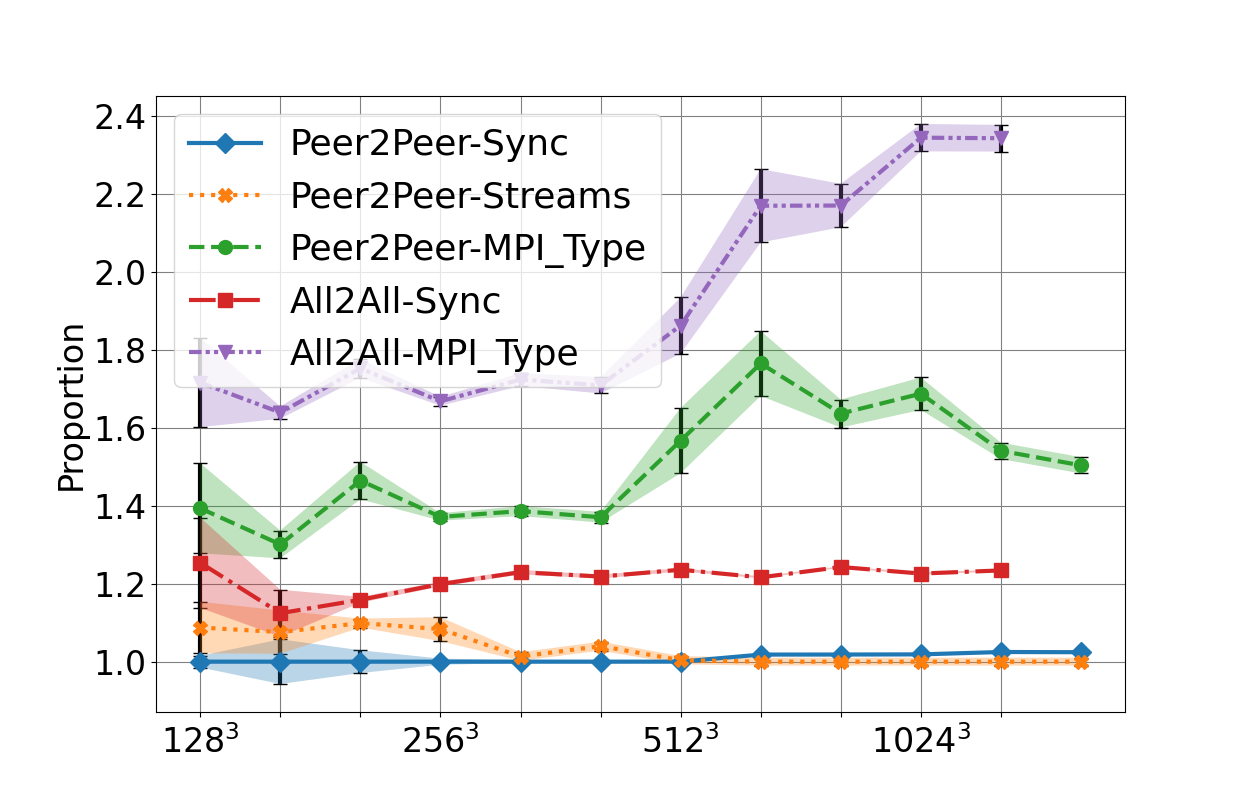 2.4
2.2
2.0
1.8
1.6
1.4
1.2
1.0
Proportion
Peer2Peer-Sync
Peer2Peer-Streams
Peer2Peer-MPI_Type
All2All-Sync
All2All-MPI_Type
128³ 256³ 512³ 1024³